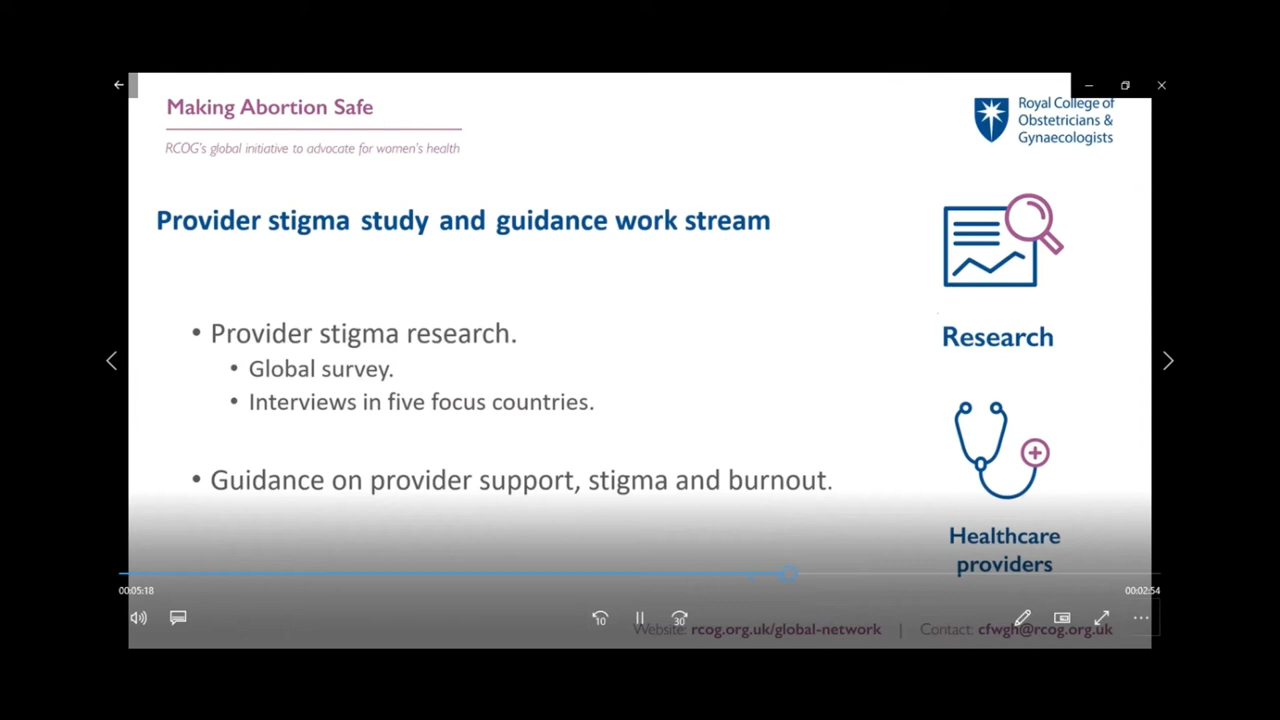 Making Abortion Safe
RCOG's global initiative to advocate for women's health
Royal College of
Obstetricians &
Gynaecologists
Provider stigma study and guidance work stream
• Provider stigma research.
• Global survey.
• Interviews in five focus countries.
• Guidance on provider support, stigma and burnout.
Research
Healthcare
providers
00:05:18
00:02:54
10
30
Website: rcog.org.uk/global-network | Contact: cfwgh@rcog.org.uk